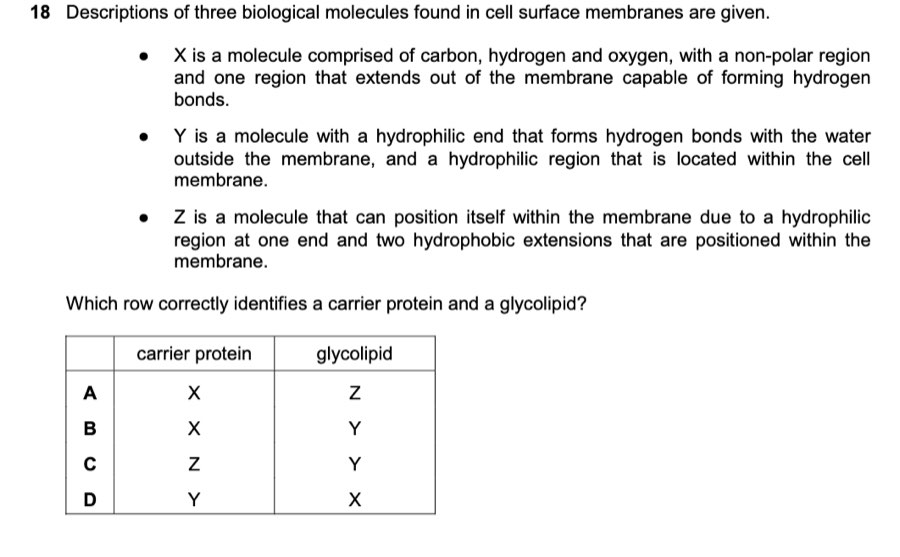 18 Descriptions of three biological molecules found in cell surface membranes are given.
• X is a molecule comprised of carbon, hydrogen and oxygen, with a non-polar region
and one region that extends out of the membrane capable of forming hydrogen
bonds.
• Y is a molecule with a hydrophilic end that forms hydrogen bonds with the water
outside the membrane, and a hydrophilic region that is located within the cell
membrane.
• Z is a molecule that can position itself within the membrane due to a hydrophilic
region at one end and two hydrophobic extensions that are positioned within the
membrane.
Which row correctly identifies a carrier protein and a glycolipid?
carrier protein glycolipid
A X Z
B X Y
C Z Y
D Y X